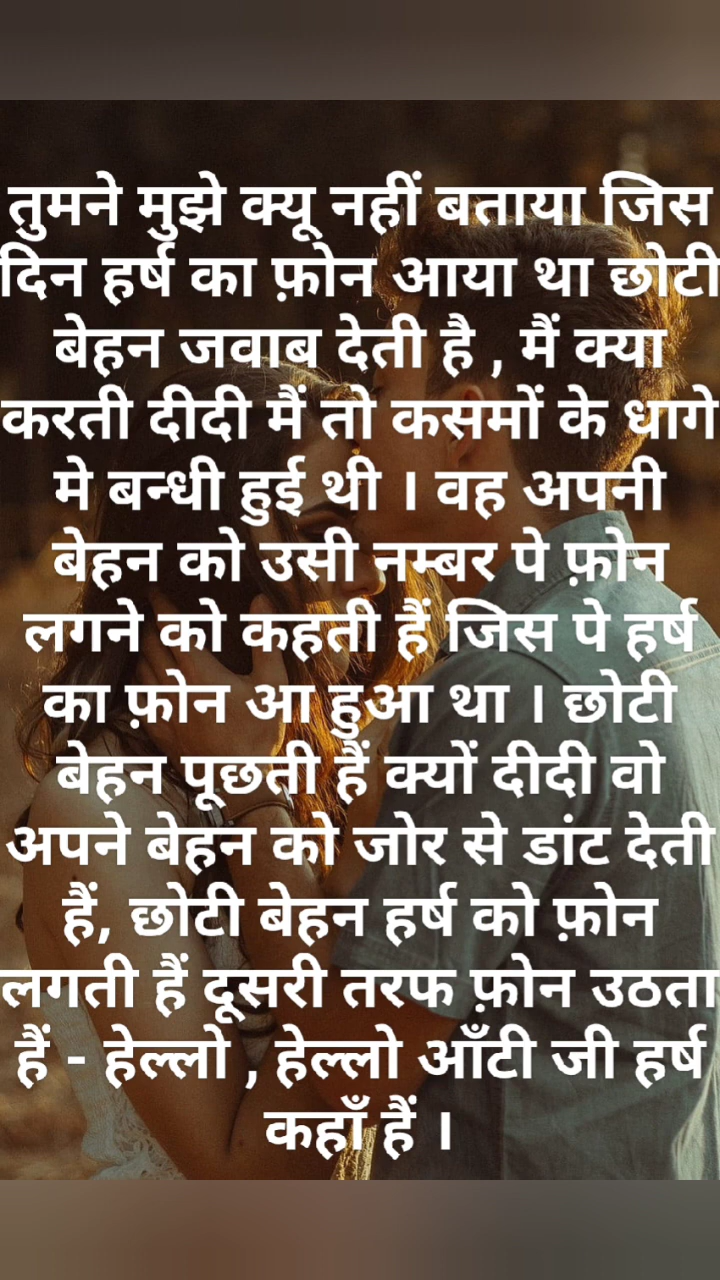 तुमने मुझे क्यू नहीं बताया जिस
दिन हर्ष का फ़ोन आया था छोटी
बेहन जवाब देती है , मैं क्या
करती दीदी मैं तो कसमों के धागे
मे बन्धी हुई थी । वह अपनी
बेहन को उसी नम्बर पे फ़ोन
लगने को कहती हैं जिस पे हर्ष
का फ़ोन आ हुआ था । छोटी
बेहन पूछती हैं क्यों दीदी वो
अपने बेहन को जोर से डांट देती
हैं, छोटी बेहन हर्ष को फ़ोन
लगती हैं दूसरी तरफ फ़ोन उठता
हैं - हेल्लो , हेल्लो आँटी जी हर्ष
कहाँ हैं ।